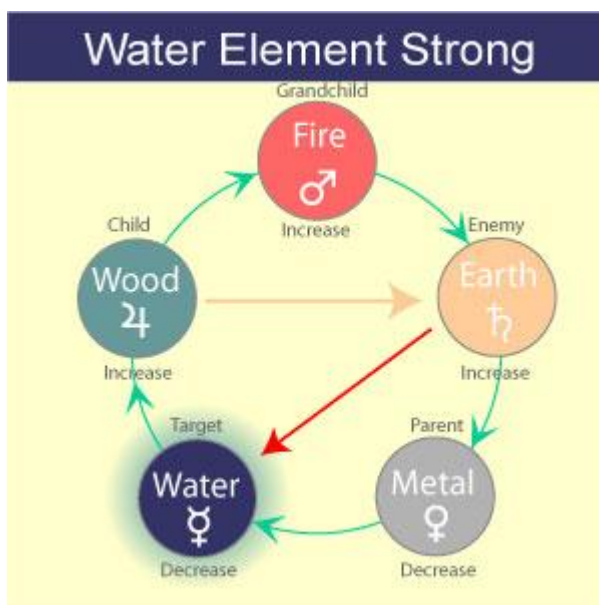 Water Element Strong
Grandchild
Fire
♂
Increase
Child
Wood
♃
Increase
Enemy
Earth
♄
Increase
Target
Water
☿
Decrease
Parent
Metal
♀
Decrease